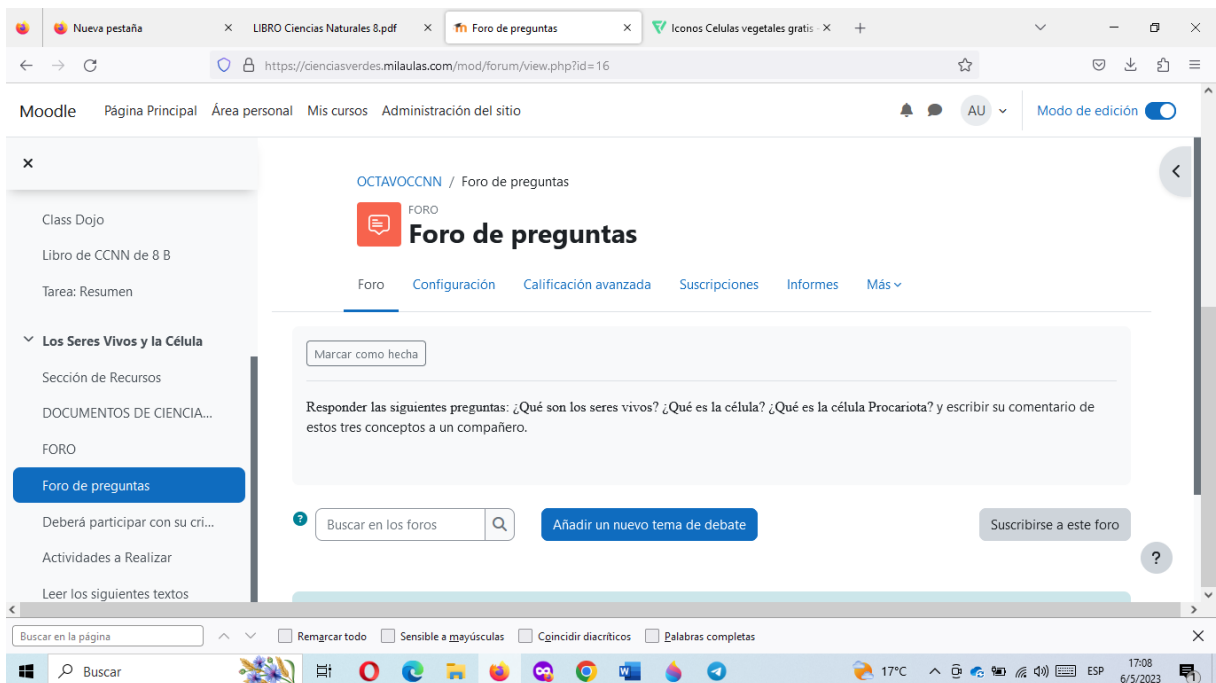 Nueva pestaña
LIBRO Ciencias Naturales 8.pdf
Foro de preguntas
Iconos Celulas vegetales gratis -
https://cienciasverdes.milaulas.com/mod/forum/view.php?id=16
Moodle Página Principal Área personal Mis cursos Administración del sitio AU Modo de edición
OCTAVOCCNN / Foro de preguntas
FORO
Foro de preguntas
Foro Configuración Calificación avanzada Suscripciones Informes Más
Class Dojo
Libro de CCNN de 8 B
Tarea: Resumen
Los Seres Vivos y la Célula
Sección de Recursos
DOCUMENTOS DE CIENCIA...
FORO
Foro de preguntas
Deberá participar con su cri...
Actividades a Realizar
Leer los siguientes textos
Marcar como hecha
Responder las siguientes preguntas: ¿Qué son los seres vivos? ¿Qué es la célula? ¿Qué es la célula Procariota? y escribir su comentario de
estos tres conceptos a un compañero.
Buscar en los foros
Añadir un nuevo tema de debate
Suscribirse a este foro
?
Buscar en la página Remarcar todo Sensible a mayúsculas Coincidir diacríticos Palabras completas
Buscar 17°C ESP 17:08
6/5/2023